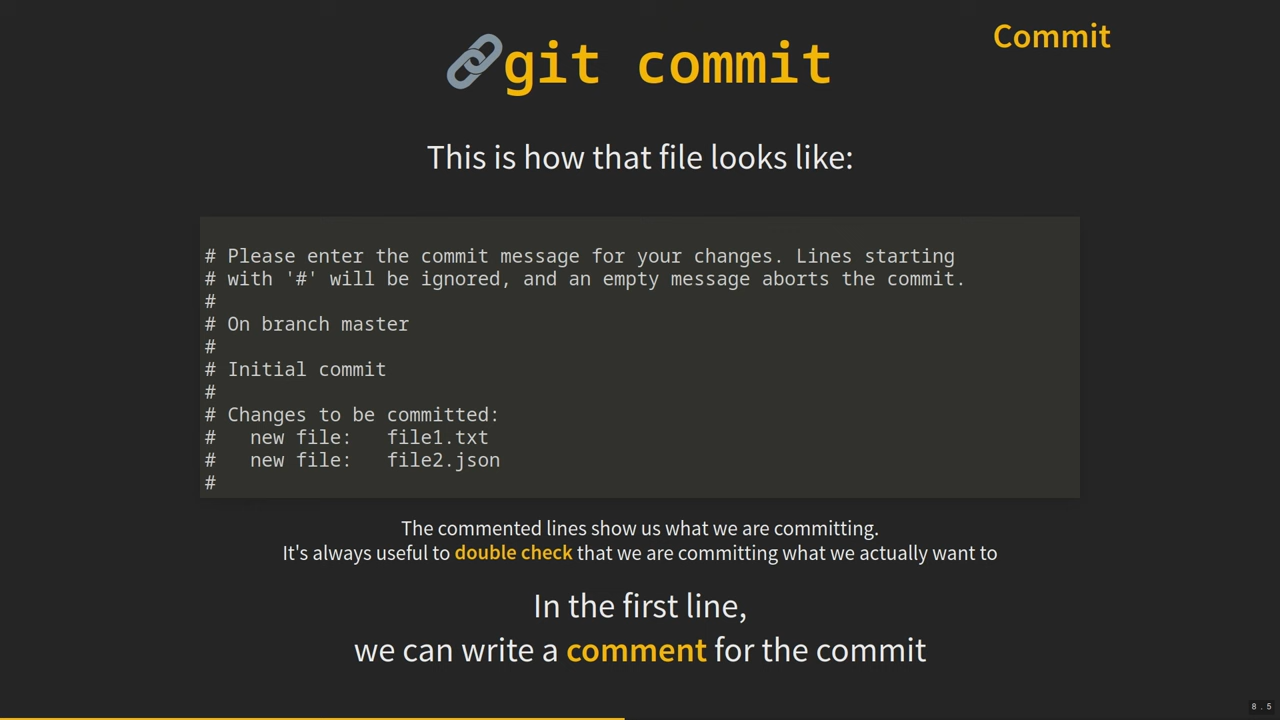 Commit
🔗git commit
This is how that file looks like:
# Please enter the commit message for your changes. Lines starting
# with '#' will be ignored, and an empty message aborts the commit.
#
# On branch master
#
# Initial commit
#
# Changes to be committed:
#   new file:   file1.txt
#   new file:   file2.json
#
The commented lines show us what we are committing.
It's always useful to double check that we are committing what we actually want to
In the first line,
we can write a comment for the commit
8.5